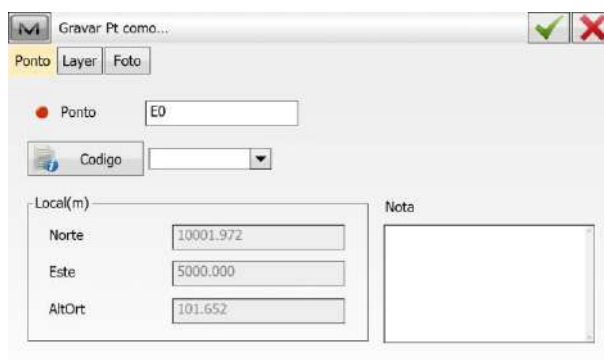 Gravar Pt como...
Ponto Layer Foto
Ponto E0
Codigo
Local(m)
Norte 10001.972
Este 5000.000
AltOrt 101.652
Nota